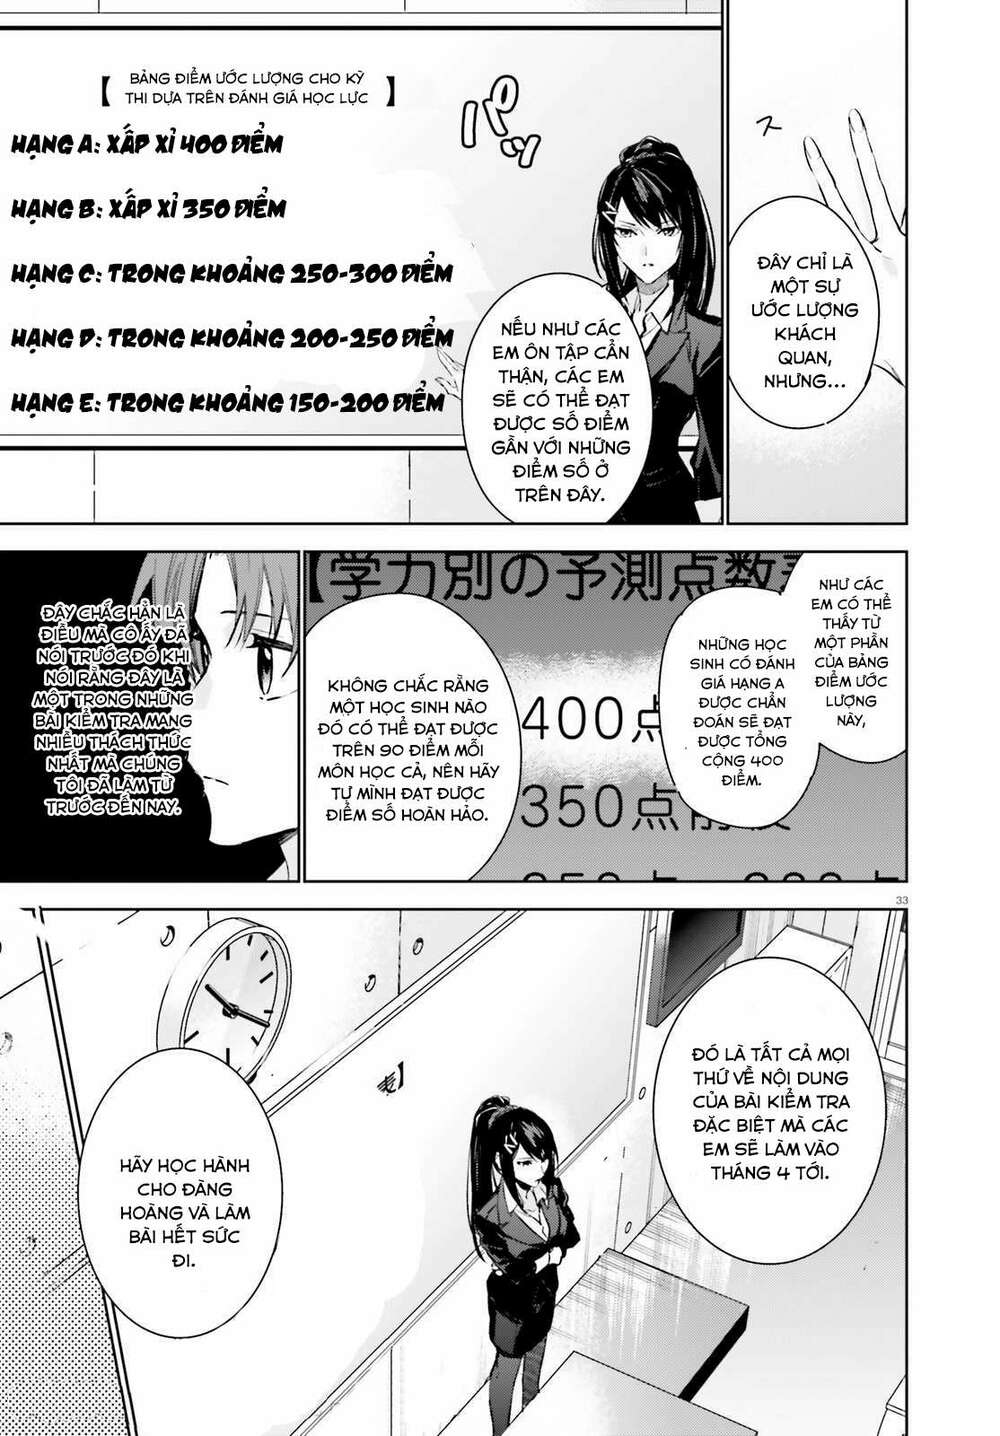 ス
ĐÂY CHỈ LÀ
MỘT SỰ
ƯỚC LƯỢNG
KHÁCH
QUAN,
NHƯNG...
パッ
【 BẢNG ĐIỂM ƯỚC LƯỢNG CHO KỲ
THI DỰA TRÊN ĐÁNH GIÁ HỌC LỰC 】
HẠNG A: XẤP XỈ 400 ĐIỂM
HẠNG B: XẤP XỈ 350 ĐIỂM
HẠNG C: TRONG KHOẢNG 250-300 ĐIỂM
HẠNG D: TRONG KHOẢNG 200-250 ĐIỂM
HẠNG E: TRONG KHOẢNG 150-200 ĐIỂM
NẾU NHƯ CÁC
EM ÔN TẬP CẨN
THẬN, CÁC EM
SẼ CÓ THỂ ĐẠT
ĐƯỢC SỐ ĐIỂM
GẦN VỚI NHỮNG
ĐIỂM SỐ Ở
TRÊN ĐÂY.
NHƯ CÁC
EM CÓ THỂ
THẤY TỪ
MỘT PHẦN
CỦA BẢNG
ĐIỂM ƯỚC
LƯỢNG
NÀY,
NHỮNG HỌC
SINH CÓ ĐÁNH
GIÁ HẠNG A
ĐƯỢC CHẨN
ĐOÁN SẼ ĐẠT
ĐƯỢC TỔNG
CỘNG 400
ĐIỂM.
【学力別の予測点数表
400点
350点前後
KHÔNG CHẮC RẰNG
MỘT HỌC SINH NÀO
ĐÓ CÓ THỂ ĐẠT ĐƯỢC
TRÊN 90 ĐIỂM MỖI
MÔN HỌC CẢ, NÊN HÃY
TỰ MÌNH ĐẠT ĐƯỢC
ĐIỂM SỐ HOÀN HẢO.
ĐÂY CHẮC HẲN LÀ
ĐIỀU MÀ CÔ ẤY ĐÃ
NÓI TRƯỚC ĐÓ KHI
NÓI RẰNG ĐÂY LÀ
MỘT TRONG NHỮNG
BÀI KIỂM TRA MANG
NHIỀU THÁCH THỨC
NHẤT MÀ CHÚNG
TÔI ĐÃ LÀM TỪ
TRƯỚC ĐẾN NAY.
33
ĐÓ LÀ TẤT CẢ MỌI
THỨ VỀ NỘI DUNG
CỦA BÀI KIỂM TRA
ĐẶC BIỆT MÀ CÁC
EM SẼ LÀM VÀO
THÁNG 4 TỚI.
表】
HÃY HỌC HÀNH
CHO ĐÀNG
HOÀNG VÀ LÀM
BÀI HẾT SỨC
ĐI.